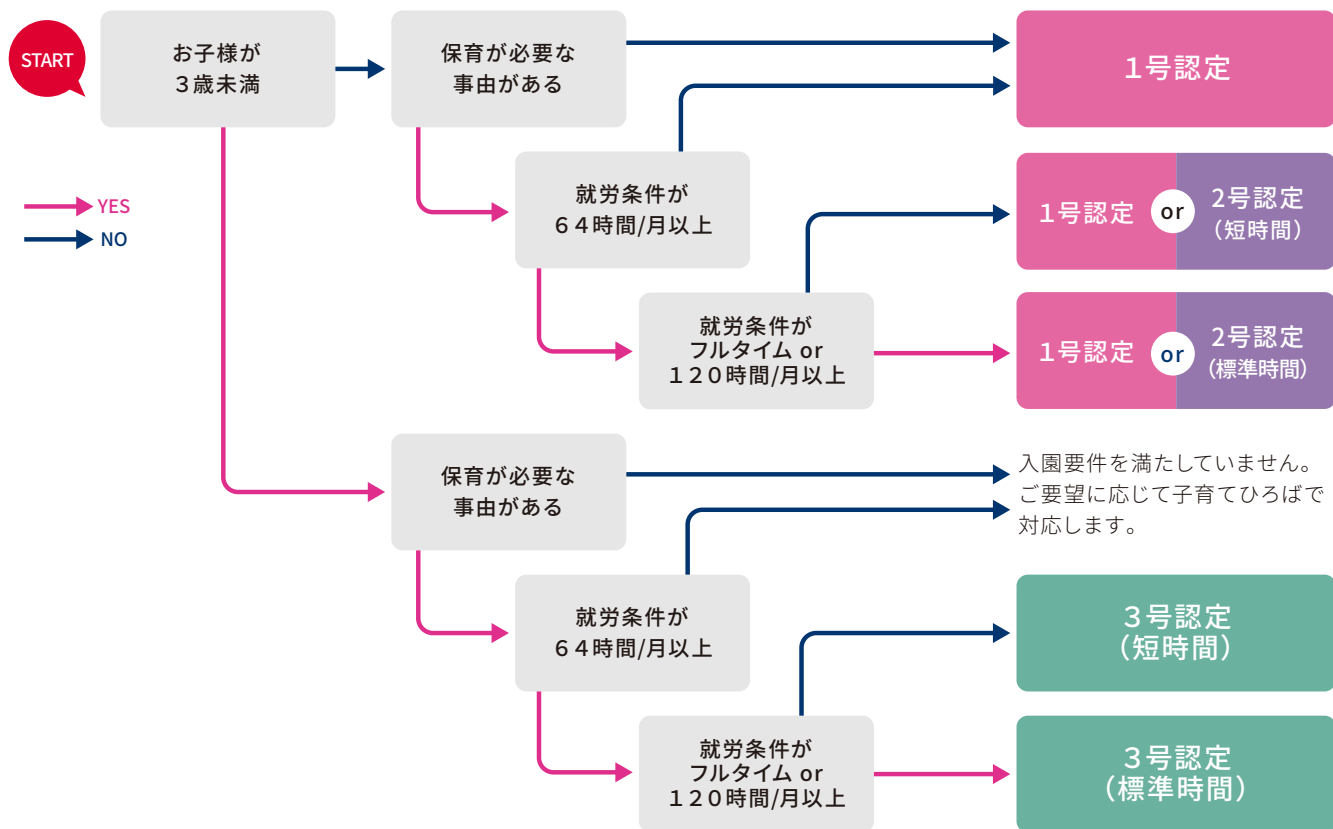 START
お子様が
３歳未満
保育が必要な
事由がある
１号認定
YES
NO
就労条件が
６４時間/月以上
１号認定 or 2号認定
（短時間）
就労条件が
フルタイム or
１２０時間/月以上
１号認定 or 2号認定
（標準時間）
保育が必要な
事由がある
入園要件を満たしていません。
ご要望に応じて子育てひろばで
対応します。
就労条件が
６４時間/月以上
３号認定
（短時間）
就労条件が
フルタイム or
１２０時間/月以上
３号認定
（標準時間）